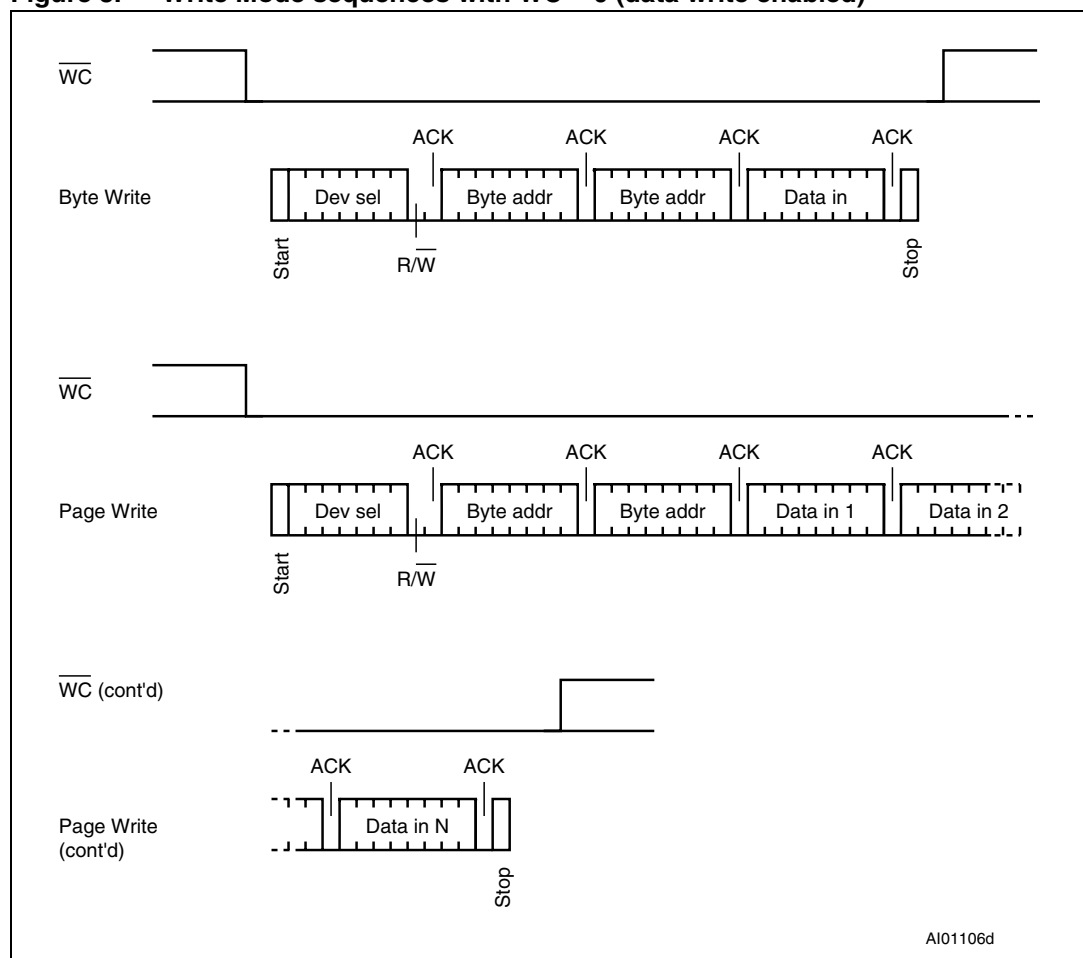 WC
ACK ACK ACK ACK
Byte Write Dev sel Byte addr Byte addr Data in
Start R/W Stop
WC
ACK ACK ACK ACK
Page Write Dev sel Byte addr Byte addr Data in 1 Data in 2
Start R/W
WC (cont'd)
ACK ACK
Page Write Data in N
(cont'd)
Stop
AI01106d